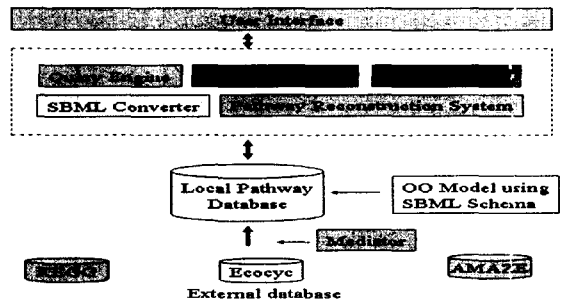 User Interface
Query Engine
SBML Converter
Pathway Reconstruction System
Local Pathway
Database
OO Model using
SBML Schema
Mediator
KEGG
Ecocyc
AMAZE
External database